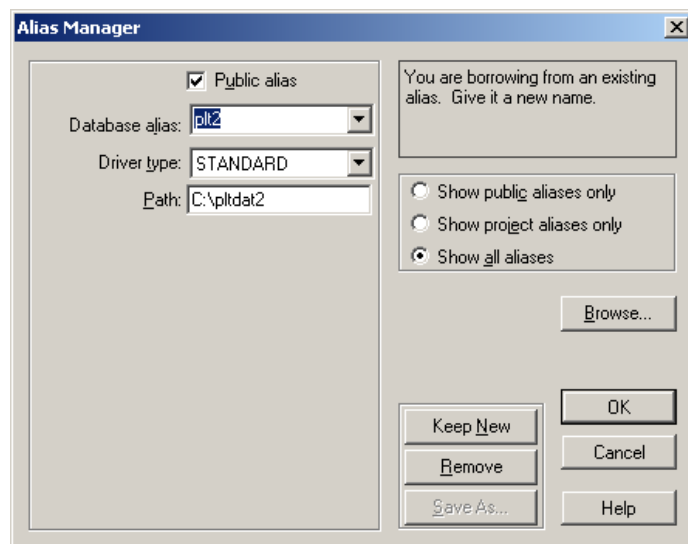 Alias Manager
Public alias
Database alias: plt2
Driver type: STANDARD
Path: C:\pltdat2
You are borrowing from an existing
alias. Give it a new name.
Show public aliases only
Show project aliases only
Show all aliases
Browse...
Keep New
Remove
Save As...
OK
Cancel
Help